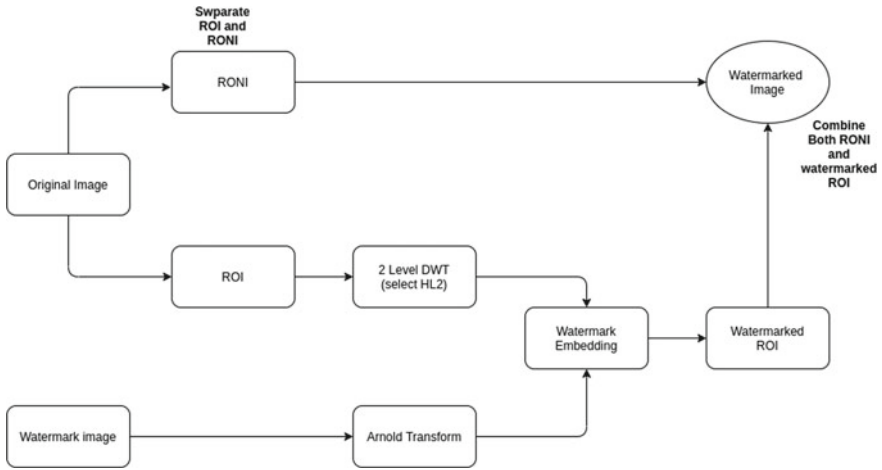 Swparate
ROI and
RONI
RONI
Watermarked
Image
Combine
Both RONI
and
watermarked
ROI
Original Image
ROI
2 Level DWT
(select HL2)
Watermark
Embedding
Watermarked
ROI
Watermark image
Arnold Transform